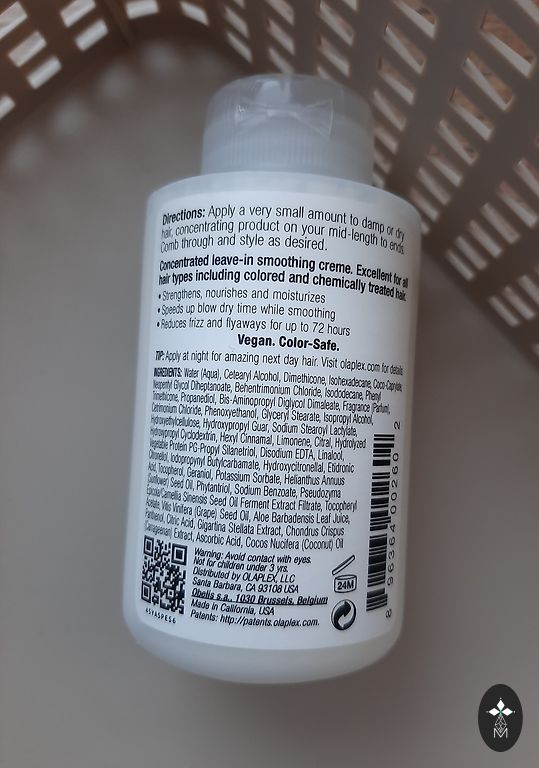 Directions: Apply a very small amount to damp or dry
hair, concentrating product on your mid-length to ends.
Comb through and style as desired.
Concentrated leave-in smoothing creme. Excellent for all
hair types including colored and chemically treated hair.
• Strengthens, nourishes and moisturizes
• Speeds up blow dry time while smoothing
• Reduces frizz and flyaways for up to 72 hours
Vegan. Color-Safe.
TIP: Apply at night for amazing next day hair. Visit olaplex.com for details
INGREDIENTS: Water (Aqua), Cetearyl Alcohol, Dimethicone, Isohexadecane, Coco-Caprylate,
Neopentyl Glycol Diheptanoate, Behentrimonium Chloride, Isododecane, Phenyl
Trimethicone, Propanediol, Bis-Aminopropyl Diglycol Dimaleate, Fragrance (Parfum),
Cetrimonium Chloride, Phenoxyethanol, Glyceryl Stearate, Isopropyl Alcohol,
Hydroxyethylcellulose, Hydroxypropyl Guar, Sodium Stearoyl Lactylate,
Hydroxypropyl Cyclodextrin, Hexyl Cinnamal, Limonene, Citral, Hydrolyzed
Vegetable Protein PG-Propyl Silanetriol, Disodium EDTA, Linalool,
Citronellol, Iodopropynyl Butylcarbamate, Hydroxycitronellal, Etidronic
Acid, Tocopherol, Geraniol, Potassium Sorbate, Helianthus Annuus
(Sunflower) Seed Oil, Phytantriol, Sodium Benzoate, Pseudozyma
Epicola/Camellia Sinensis Seed Oil Ferment Extract Filtrate, Tocopheryl
Acetate, Vitis Vinifera (Grape) Seed Oil, Aloe Barbadensis Leaf Juice,
Panthenol, Citric Acid, Gigartina Stellata Extract, Chondrus Crispus
(Carrageenan) Extract, Ascorbic Acid, Cocos Nucifera (Coconut) Oil
Warning: Avoid contact with eyes.
Not for children under 3 yrs.
Distributed by OLAPLEX, LLC
Santa Barbara, CA 93108 USA
Obelis s.a., 1030 Brussels, Belgium
Made in California, USA
Patents: http://patents.olaplex.com.
24M
8 96364 00260 2
M